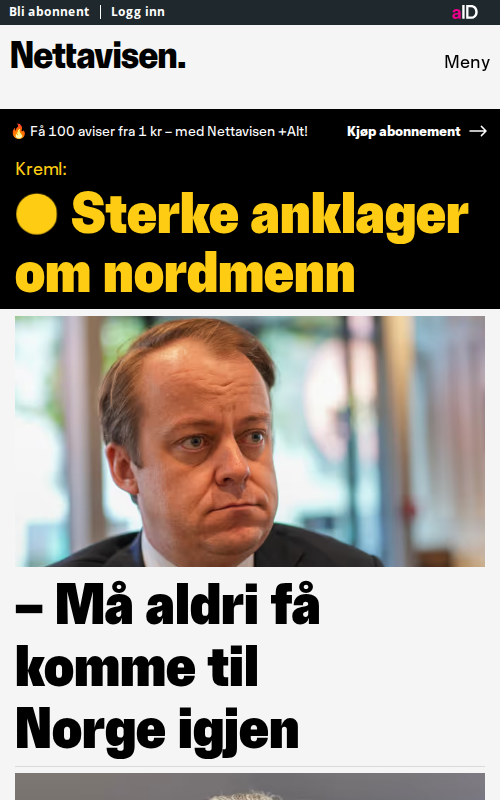 Bli abonnent | Logg inn
aID
Nettavisen.
Meny
🔥 Få 100 aviser fra 1 kr – med Nettavisen +Alt!
Kjøp abonnement →
Kreml:
Sterke anklager
om nordmenn
– Må aldri få
komme til
Norge igjen